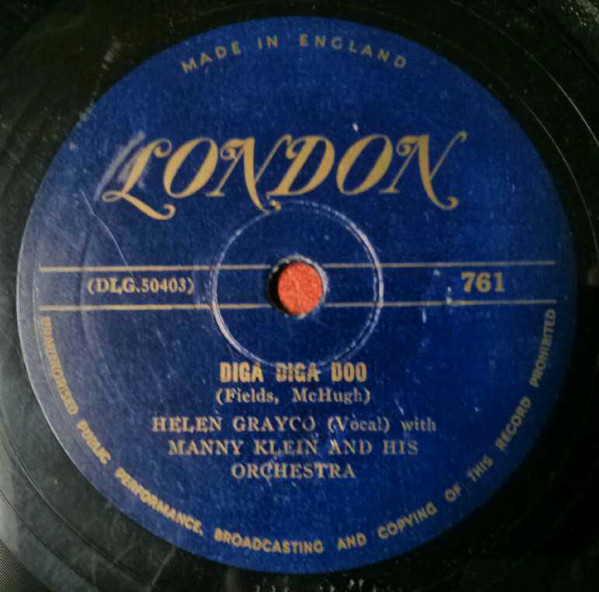 MADE IN ENGLAND
LONDON
(DLG.50403)
761
DIGA DIGA DOO
(Fields, McHugh)
HELEN GRAYCO (Vocal) with
MANNY KLEIN AND HIS
ORCHESTRA
UNAUTHORISED PUBLIC PERFORMANCE, BROADCASTING AND COPYING OF THIS RECORD PROHIBITED